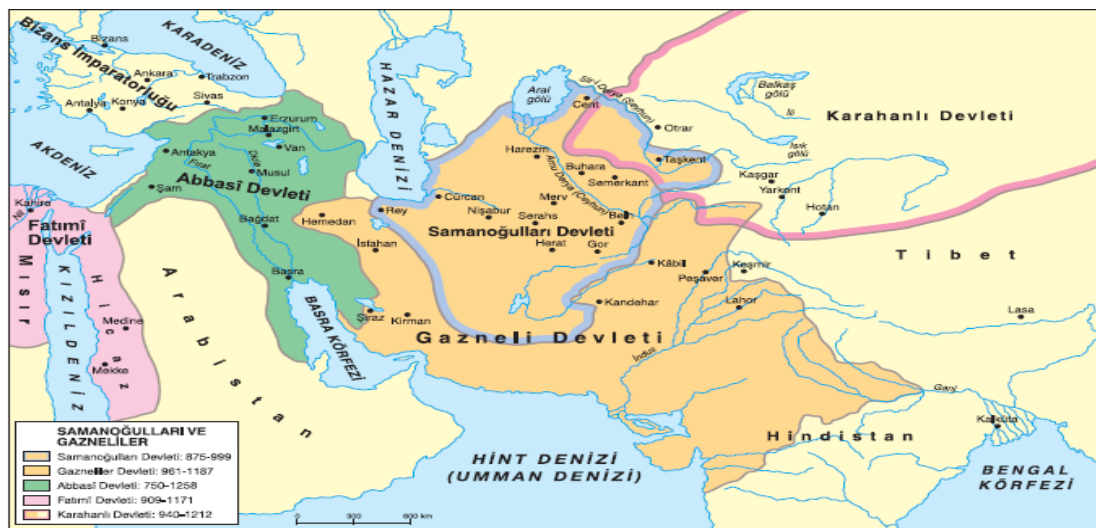 Bizans İmparatorluğu
Bizans
KARADENİZ
Ankara
Trabzon
Antalya
Konya
Sivas
AKDENİZ
Erzurum
Malazgirt
Van
Antakya
Fırat
Dicle
Musul
Şam
Abbasî Devleti
Bağdat
Basra
Kahire
Nil
Fatımî
Devleti
Mısır
KIZILDENİZ
Hicaz
Medine
Mekke
Arabistan
BASRA KÖRFEZİ
HAZAR DENİZİ
Hemedan
Rey
İsfahan
Şiraz
Kirman
Aral
gölü
Cent
Siri Derya (Seyhun)
Otrar
Taşkent
Balkaş
gölü
İli
Isık
gölü
Karahanlı Devleti
Harezm
Amu Derya (Ceyhun)
Buhara
Semerkant
Kaşgar
Yarkent
Hotan
Cürcan
Nişabur
Merv
Serahs
Belh
Samanoğulları Devleti
Herat
Gor
Kâbil
Peşaver
Keşmir
Tibet
Kandehar
Lahor
Lasa
Gazneli Devleti
İndus
Ganj
Hindistan
Kalküta
HİNT DENİZİ
(UMMAN DENİZİ)
BENGAL
KÖRFEZİ
SAMANOĞULLARI VE
GAZNELİLER
Samanoğulları Devleti: 875-999
Gazneliler Devleti: 961-1187
Abbasî Devleti: 750-1258
Fatımî Devleti: 909-1171
Karahanlı Devleti: 940-1212
0 300 600 km